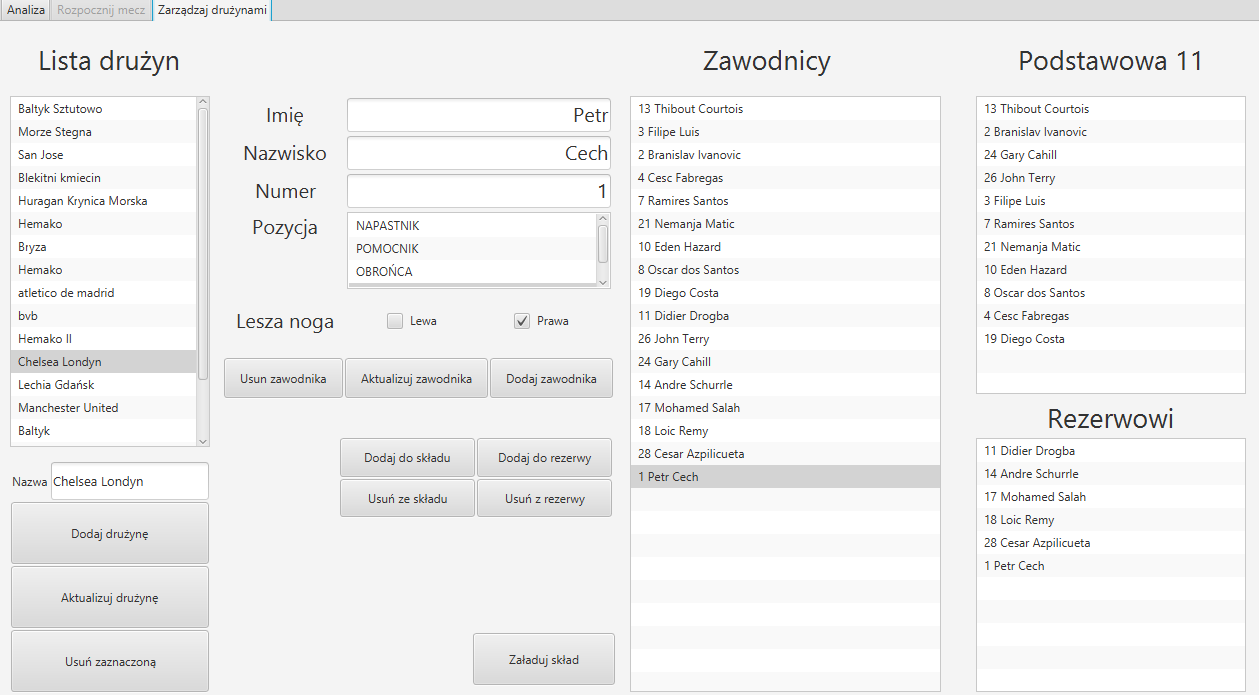 Analiza
Rozpocznij mecz
Zarządzaj drużynami
Lista drużyn
Baltyk Sztutowo
Morze Stegna
San Jose
Blekitni kmiecin
Huragan Krynica Morska
Hemako
Bryza
Hemako
atletico de madrid
bvb
Hemako II
Chelsea Londyn
Lechia Gdańsk
Manchester United
Baltyk
Nazwa Chelsea Londyn
Dodaj drużynę
Aktualizuj drużynę
Usuń zaznaczoną
Imię Petr
Nazwisko Cech
Numer 1
Pozycja
NAPASTNIK
POMOCNIK
OBROŃCA
Lesza noga Lewa Prawa
Usun zawodnika
Aktualizuj zawodnika
Dodaj zawodnika
Dodaj do składu
Dodaj do rezerwy
Usuń ze składu
Usuń z rezerwy
Załaduj skład
Zawodnicy
13 Thibout Courtois
3 Filipe Luis
2 Branislav Ivanovic
4 Cesc Fabregas
7 Ramires Santos
21 Nemanja Matic
10 Eden Hazard
8 Oscar dos Santos
19 Diego Costa
11 Didier Drogba
26 John Terry
24 Gary Cahill
14 Andre Schurrle
17 Mohamed Salah
18 Loic Remy
28 Cesar Azpilicueta
1 Petr Cech
Podstawowa 11
13 Thibout Courtois
2 Branislav Ivanovic
24 Gary Cahill
26 John Terry
3 Filipe Luis
7 Ramires Santos
21 Nemanja Matic
10 Eden Hazard
8 Oscar dos Santos
4 Cesc Fabregas
19 Diego Costa
Rezerwowi
11 Didier Drogba
14 Andre Schurrle
17 Mohamed Salah
18 Loic Remy
28 Cesar Azpilicueta
1 Petr Cech